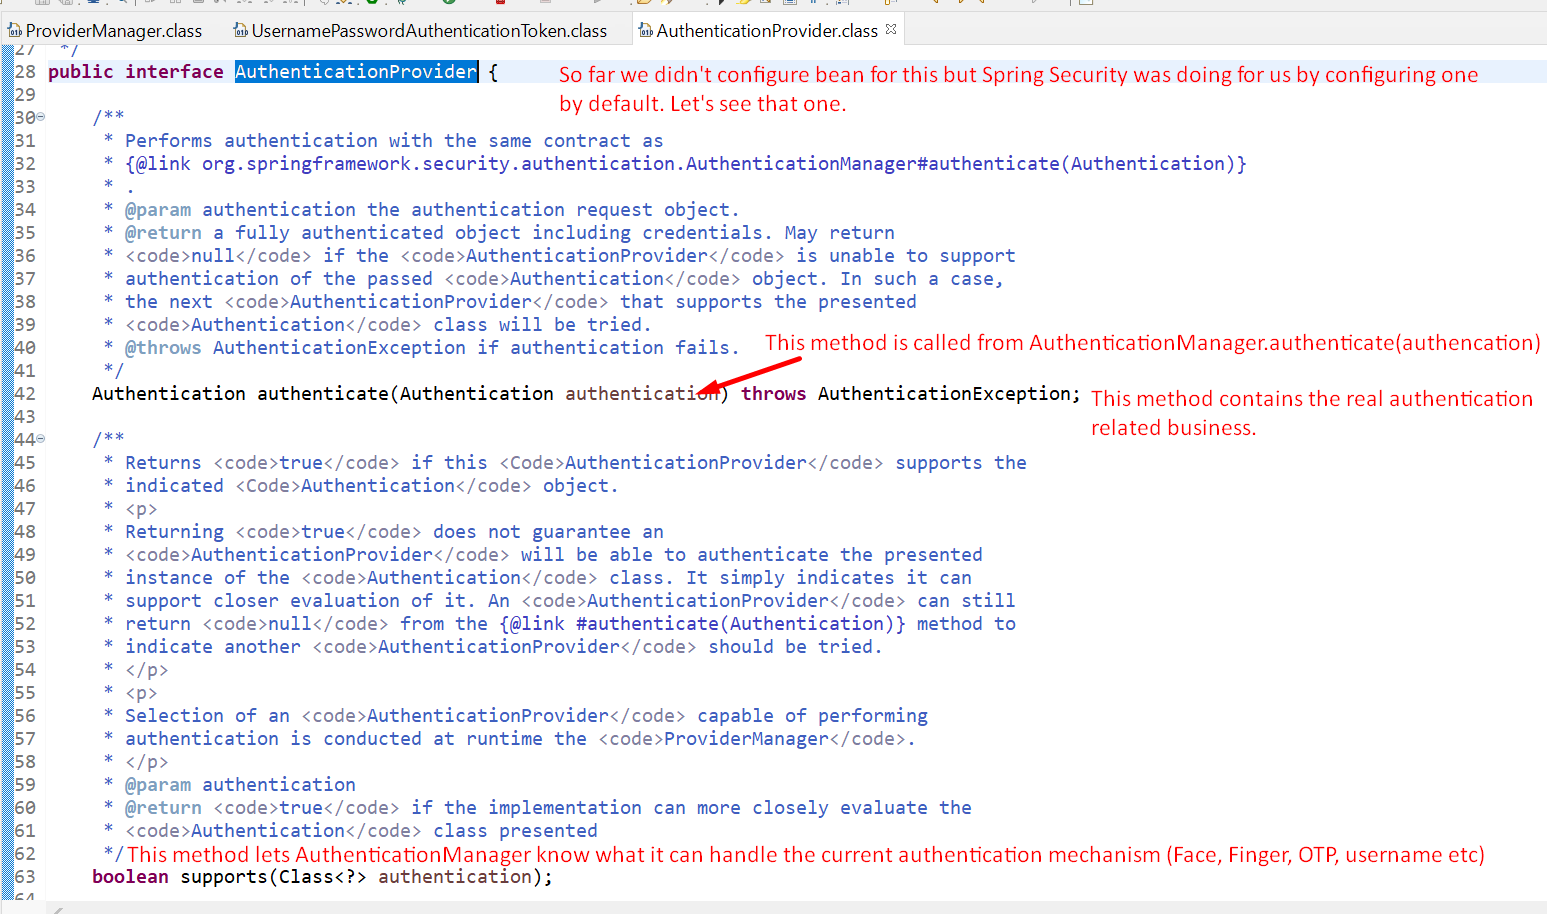 ProviderManager.class UsernamePasswordAuthenticationToken.class AuthenticationProvider.class
27 */
28 public interface AuthenticationProvider { So far we didn't configure bean for this but Spring Security was doing for us by configuring one
by default. Let's see that one.
29
30 /**
31 * Performs authentication with the same contract as
32 * {@link org.springframework.security.authentication.AuthenticationManager#authenticate(Authentication)}
33 * .
34 * @param authentication the authentication request object.
35 * @return a fully authenticated object including credentials. May return
36 * <code>null</code> if the <code>AuthenticationProvider</code> is unable to support
37 * authentication of the passed <code>Authentication</code> object. In such a case,
38 * the next <code>AuthenticationProvider</code> that supports the presented
39 * <code>Authentication</code> class will be tried.
40 * @throws AuthenticationException if authentication fails. This method is called from AuthenticationManager.authenticate(authencation)
41 */
42 Authentication authenticate(Authentication authentication) throws AuthenticationException; This method contains the real authentication
related business.
43
44 /**
45 * Returns <code>true</code> if this <Code>AuthenticationProvider</code> supports the
46 * indicated <Code>Authentication</code> object.
47 * <p>
48 * Returning <code>true</code> does not guarantee an
49 * <code>AuthenticationProvider</code> will be able to authenticate the presented
50 * instance of the <code>Authentication</code> class. It simply indicates it can
51 * support closer evaluation of it. An <code>AuthenticationProvider</code> can still
52 * return <code>null</code> from the {@link #authenticate(Authentication)} method to
53 * indicate another <code>AuthenticationProvider</code> should be tried.
54 * </p>
55 * <p>
56 * Selection of an <code>AuthenticationProvider</code> capable of performing
57 * authentication is conducted at runtime the <code>ProviderManager</code>.
58 * </p>
59 * @param authentication
60 * @return <code>true</code> if the implementation can more closely evaluate the
61 * <code>Authentication</code> class presented
62 */ This method lets AuthenticationManager know what it can handle the current authentication mechanism (Face, Finger, OTP, username etc)
63 boolean supports(Class<?> authentication);
64